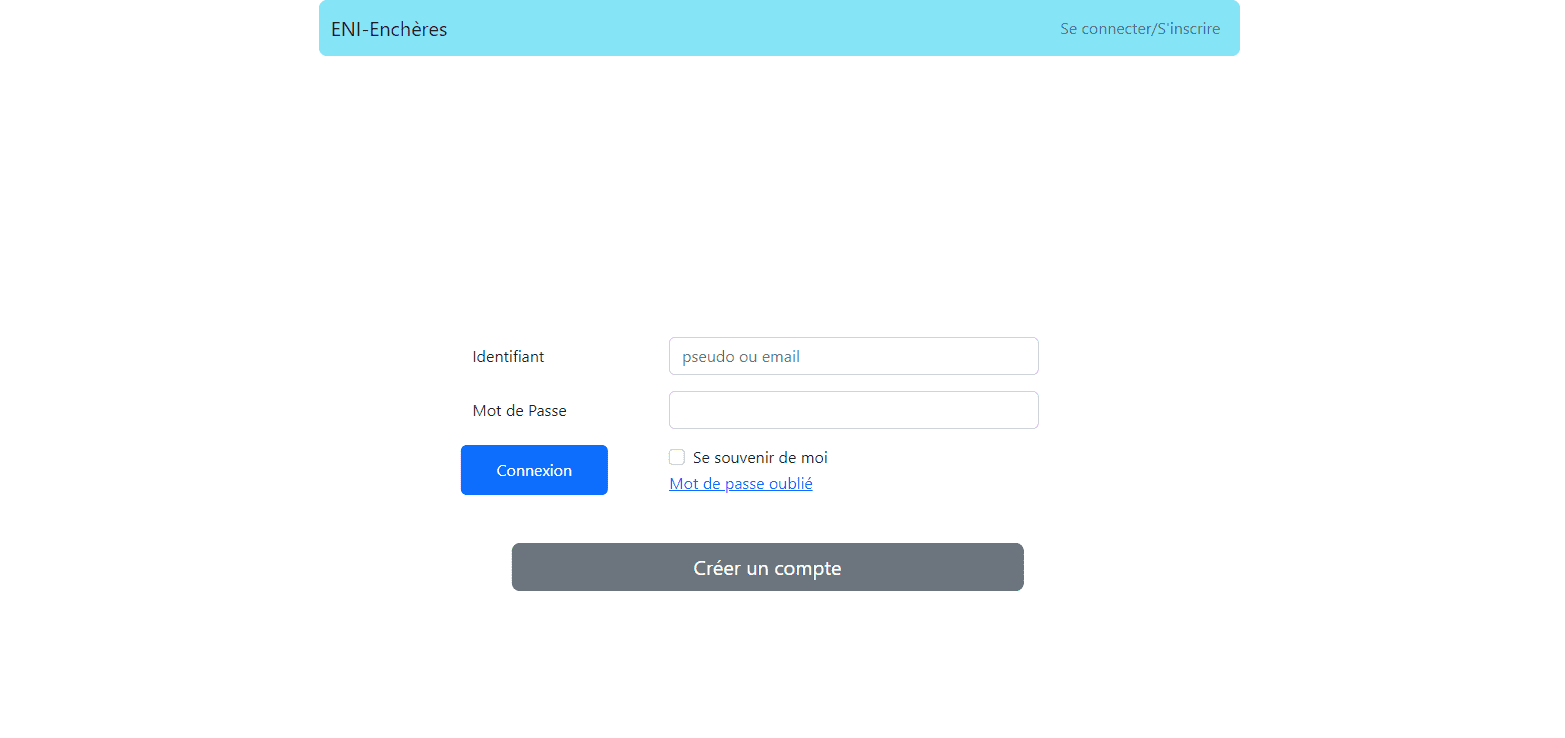 ENI-Enchères
Se connecter/S'inscrire
Identifiant
pseudo ou email
Mot de Passe
Connexion
Se souvenir de moi
Mot de passe oublié
Créer un compte